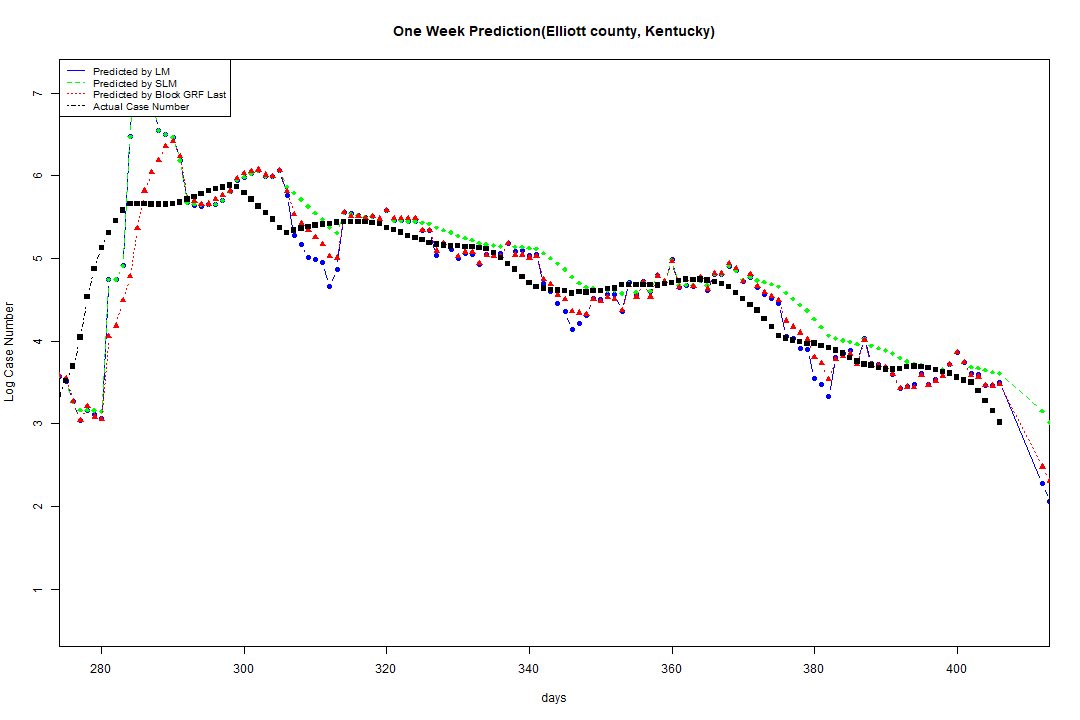 One Week Prediction(Elliott county, Kentucky)
Predicted by LM
Predicted by SLM
Predicted by Block GRF Last
Actual Case Number
7
6
5
4
3
2
1
Log Case Number
280 300 320 340 360 380 400
days